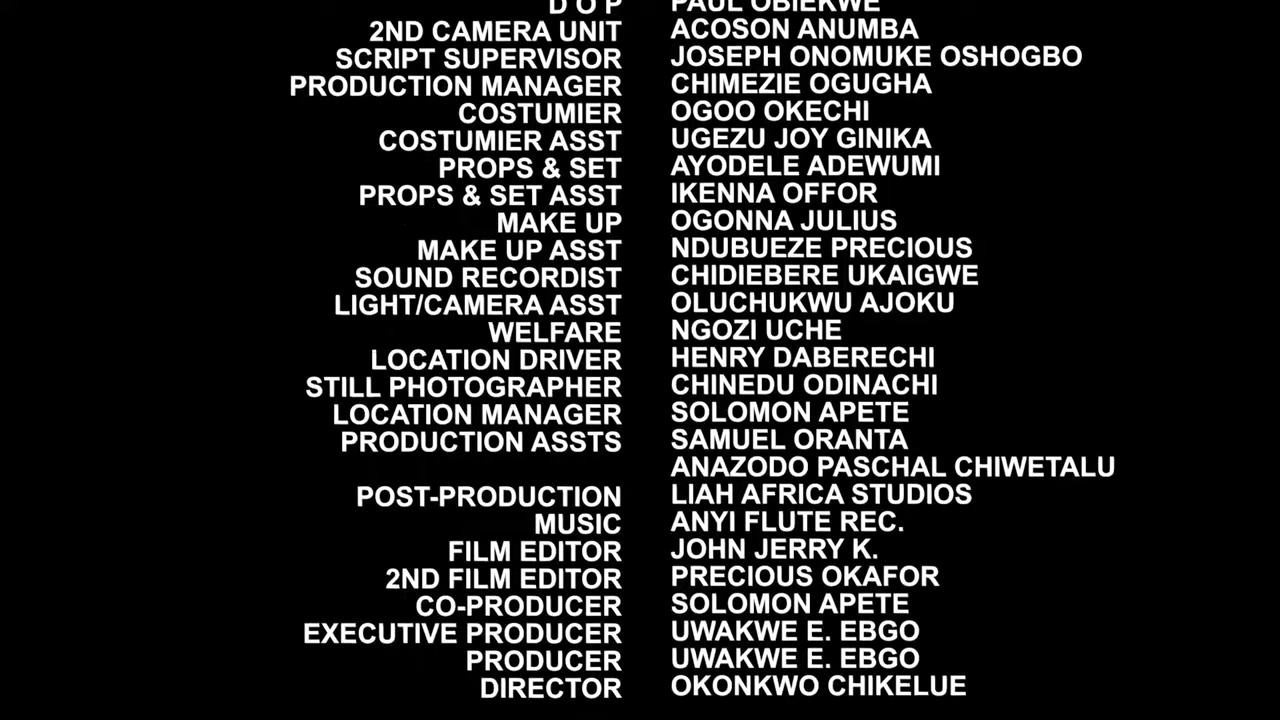 D O P PAUL OBIEKWE
2ND CAMERA UNIT ACOSON ANUMBA
SCRIPT SUPERVISOR JOSEPH ONOMUKE OSHOGBO
PRODUCTION MANAGER CHIMEZIE OGUGHA
COSTUMIER OGOO OKECHI
COSTUMIER ASST UGEZU JOY GINIKA
PROPS & SET AYODELE ADEWUMI
PROPS & SET ASST IKENNA OFFOR
MAKE UP OGONNA JULIUS
MAKE UP ASST NDUBUEZE PRECIOUS
SOUND RECORDIST CHIDIEBERE UKAIGWE
LIGHT/CAMERA ASST OLUCHUKWU AJOKU
WELFARE NGOZI UCHE
LOCATION DRIVER HENRY DABERECHI
STILL PHOTOGRAPHER CHINEDU ODINACHI
LOCATION MANAGER SOLOMON APETE
PRODUCTION ASSTS SAMUEL ORANTA
ANAZODO PASCHAL CHIWETALU
POST-PRODUCTION LIAH AFRICA STUDIOS
MUSIC ANYI FLUTE REC.
FILM EDITOR JOHN JERRY K.
2ND FILM EDITOR PRECIOUS OKAFOR
CO-PRODUCER SOLOMON APETE
EXECUTIVE PRODUCER UWAKWE E. EBGO
PRODUCER UWAKWE E. EBGO
DIRECTOR OKONKWO CHIKELUE